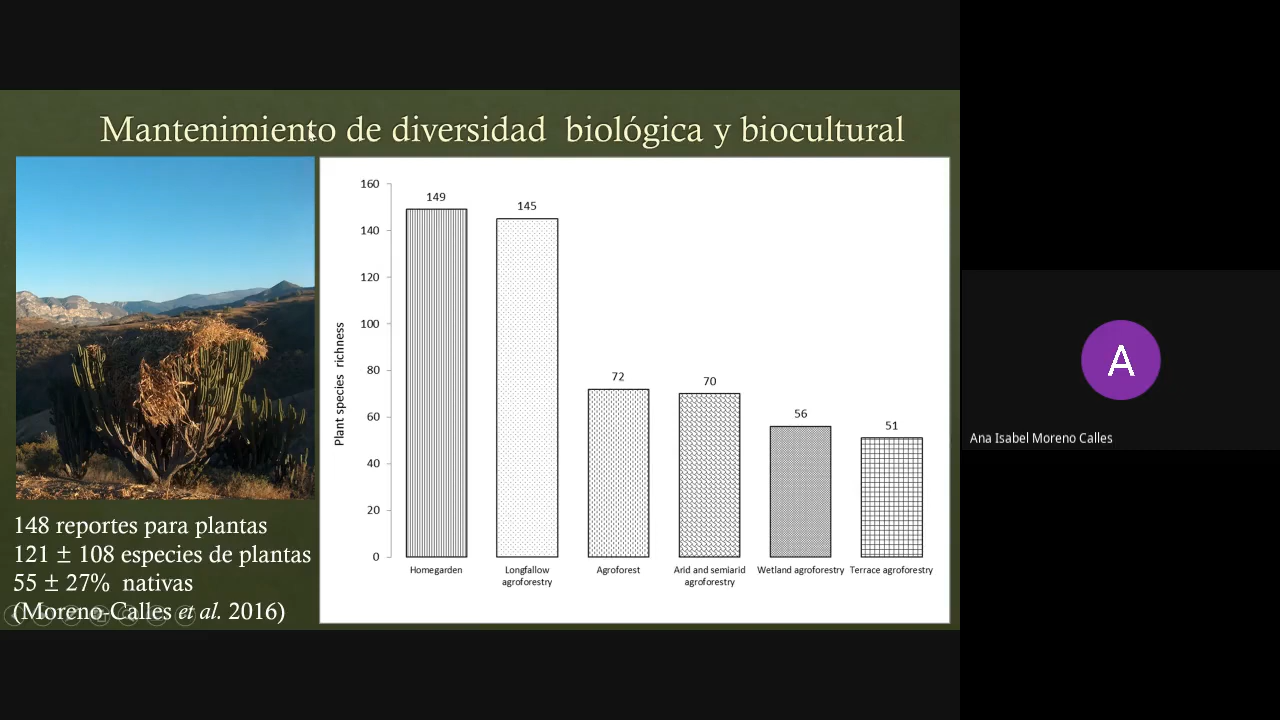 Mantenimiento de diversidad biológica y biocultural
160
140
120
100
80
60
40
20
0
Plant species richness
149
145
72
70
56
51
Homegarden
Longfallow
agroforestry
Agroforest
Arid and semiarid
agroforestry
Wetland agroforestry
Terrace agroforestry
148 reportes para plantas
121 ± 108 especies de plantas
55 ± 27% nativas
(Moreno-Calles et al. 2016)
A
Ana Isabel Moreno Calles